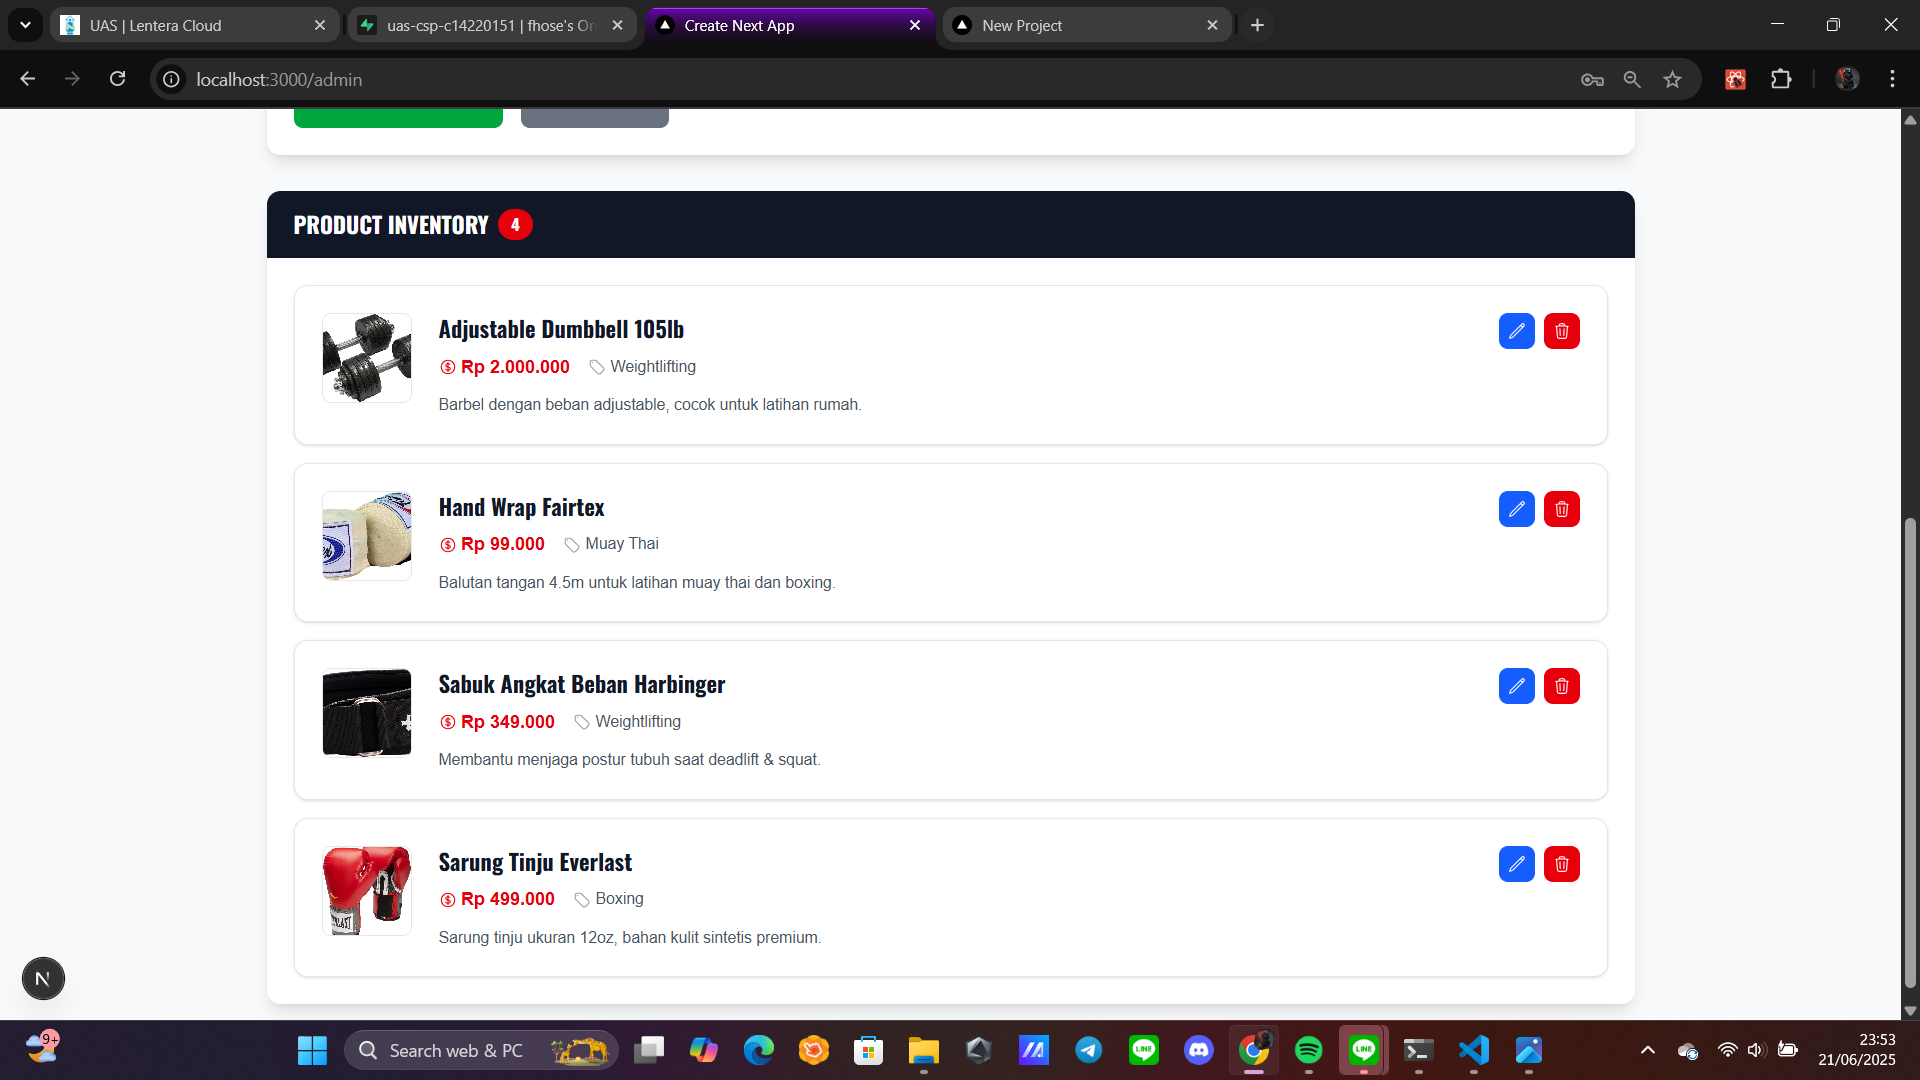 UAS | Lentera Cloud
uas-csp-c14220151 | fhose's Or
Create Next App
New Project
localhost:3000/admin
PRODUCT INVENTORY 4
Adjustable Dumbbell 105lb
Rp 2.000.000 Weightlifting
Barbel dengan beban adjustable, cocok untuk latihan rumah.
Hand Wrap Fairtex
Rp 99.000 Muay Thai
Balutan tangan 4.5m untuk latihan muay thai dan boxing.
Sabuk Angkat Beban Harbinger
Rp 349.000 Weightlifting
Membantu menjaga postur tubuh saat deadlift & squat.
Sarung Tinju Everlast
Rp 499.000 Boxing
Sarung tinju ukuran 12oz, bahan kulit sintetis premium.
N
9+
Search web & PC
LINE
LINE
23:53
21/06/2025